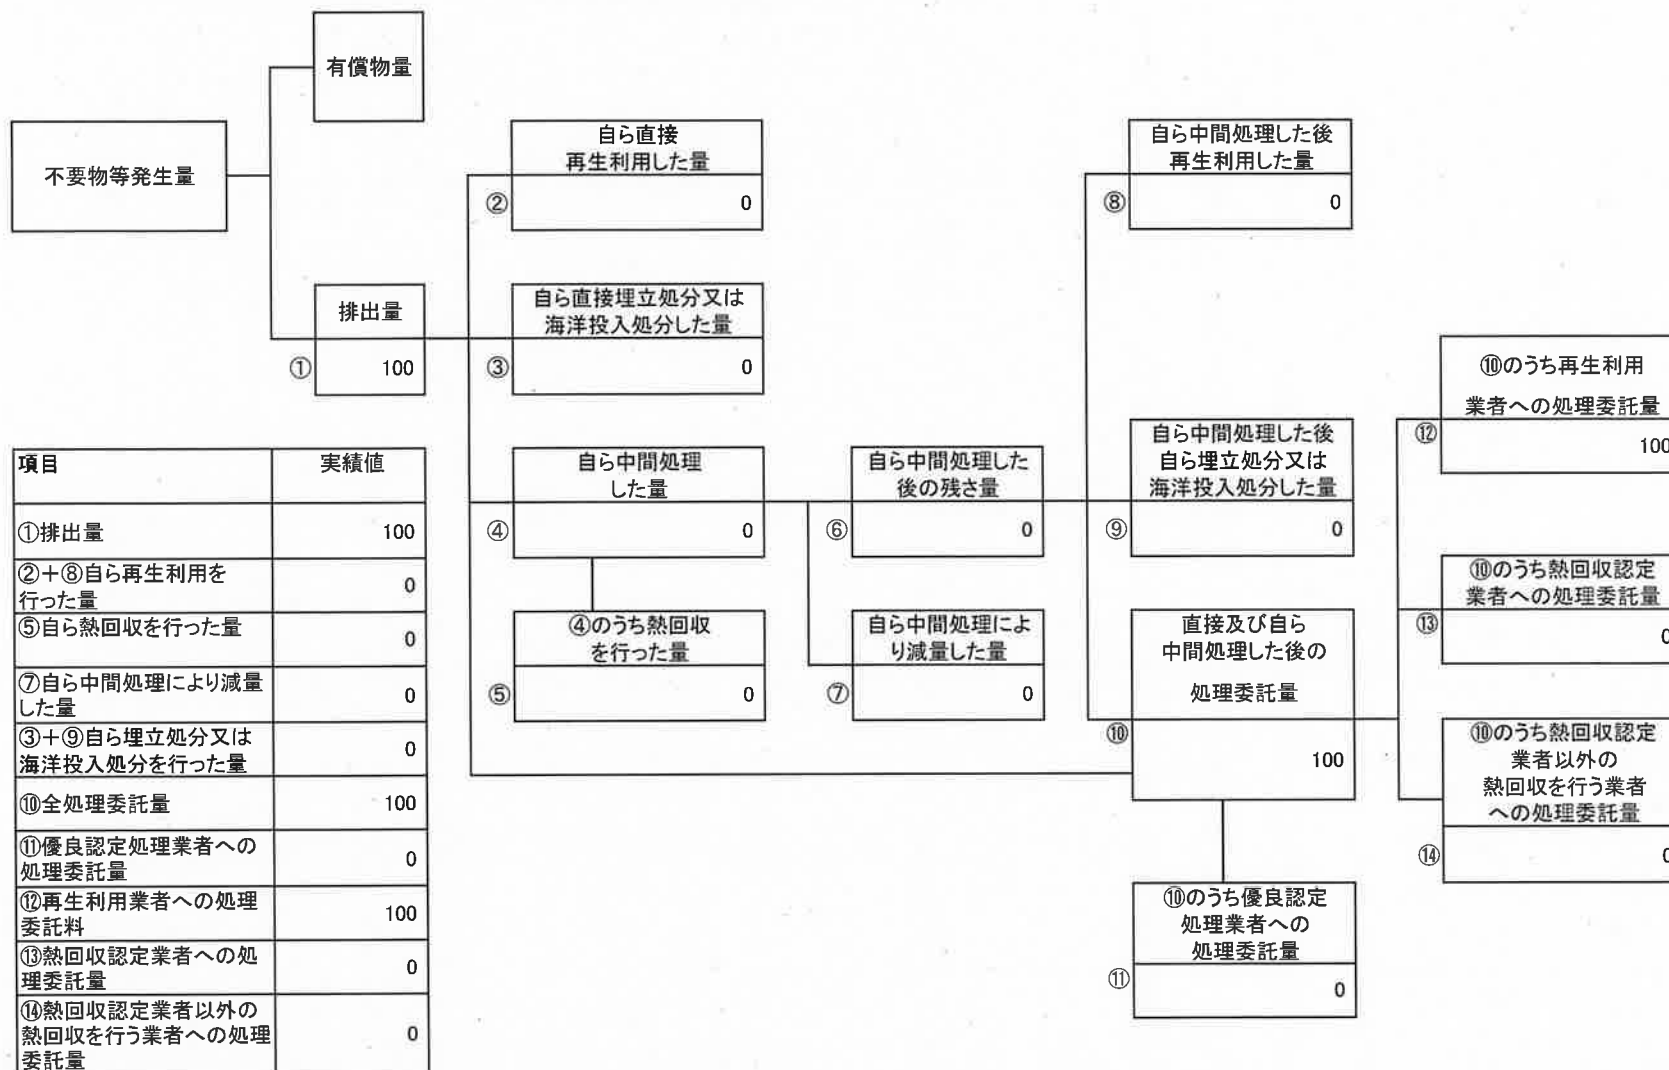 有償物量
不要物等発生量
自ら直接
再生利用した量
② 0
自ら中間処理した後
再生利用した量
⑧ 0
排出量
① 100
自ら直接埋立処分又は
海洋投入処分した量
③ 0
⑩のうち再生利用
業者への処理委託量
⑫ 100
自ら中間処理
した量
④ 0
自ら中間処理した
後の残さ量
⑥ 0
自ら中間処理した後
自ら埋立処分又は
海洋投入処分した量
⑨ 0
⑩のうち熱回収認定
業者への処理委託量
⑬ 0
④のうち熱回収
を行った量
⑤ 0
自ら中間処理によ
り減量した量
⑦ 0
直接及び自ら
中間処理した後の
処理委託量
⑩ 100
⑩のうち熱回収認定
業者以外の
熱回収を行う業者
への処理委託量
⑭ 0
⑩のうち優良認定
処理業者への
処理委託量
⑪ 0
項目 実績値
①排出量 100
②+⑧自ら再生利用を
行った量 0
⑤自ら熱回収を行った量 0
⑦自ら中間処理により減量
した量 0
③+⑨自ら埋立処分又は
海洋投入処分を行った量 0
⑩全処理委託量 100
⑪優良認定処理業者への
処理委託量 0
⑫再生利用業者への処理
委託料 100
⑬熱回収認定業者への処
理委託量 0
⑭熱回収認定業者以外の
熱回収を行う業者への処理
委託量 0